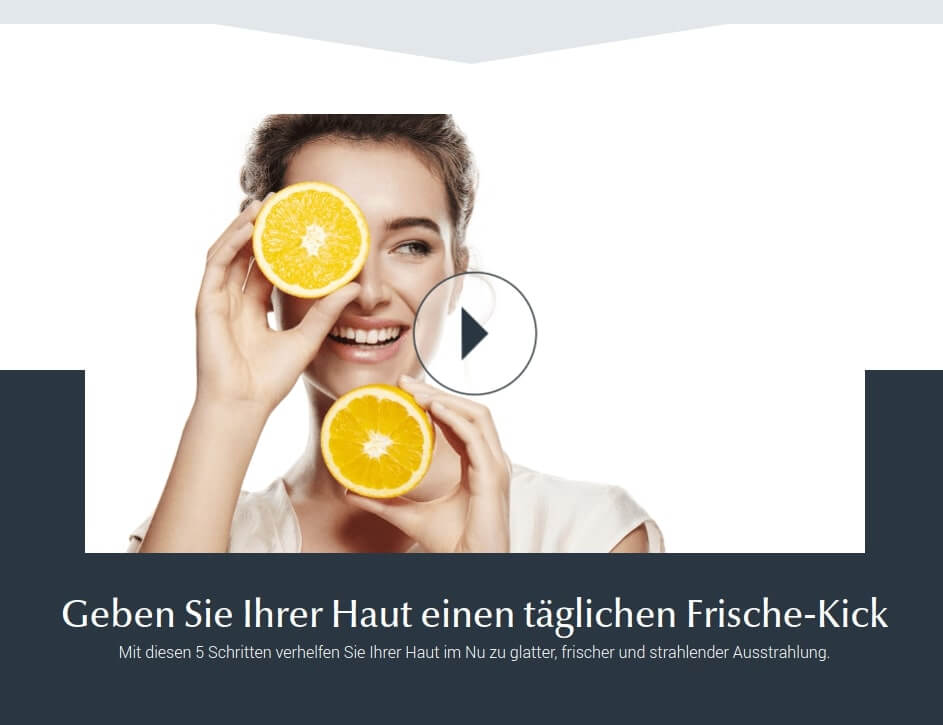 Geben Sie Ihrer Haut einen täglichen Frische-Kick
Mit diesen 5 Schritten verhelfen Sie Ihrer Haut im Nu zu glatter, frischer und strahlender Ausstrahlung.